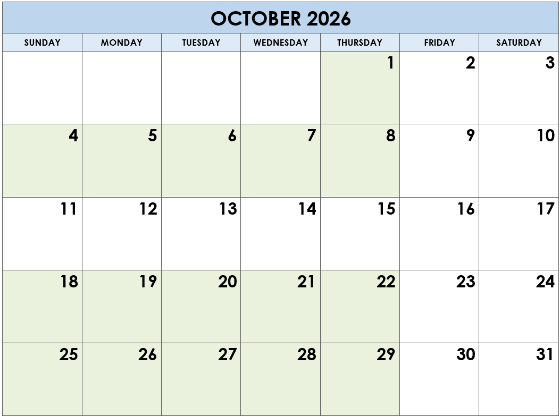 OCTOBER 2026
SUNDAY MONDAY TUESDAY WEDNESDAY THURSDAY FRIDAY SATURDAY
1 2 3
4 5 6 7 8 9 10
11 12 13 14 15 16 17
18 19 20 21 22 23 24
25 26 27 28 29 30 31